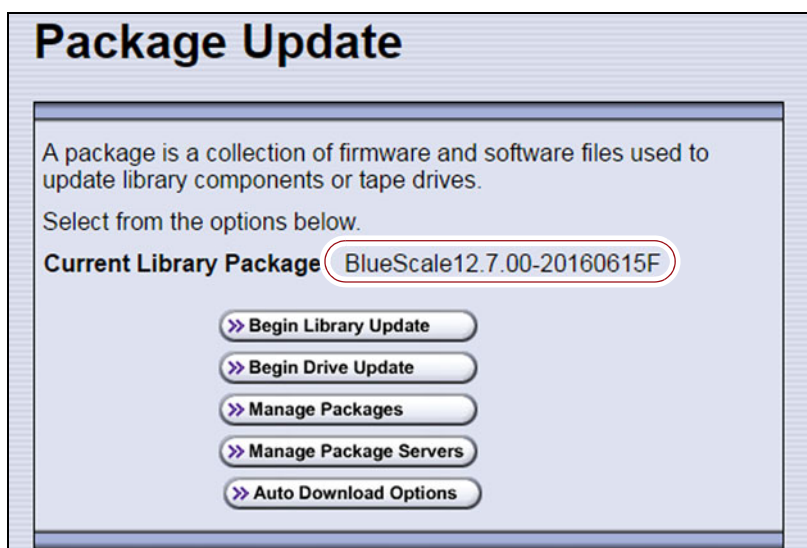 Package Update
A package is a collection of firmware and software files used to
update library components or tape drives.
Select from the options below.
Current Library Package BlueScale12.7.00-20160615F
Begin Library Update
Begin Drive Update
Manage Packages
Manage Package Servers
Auto Download Options